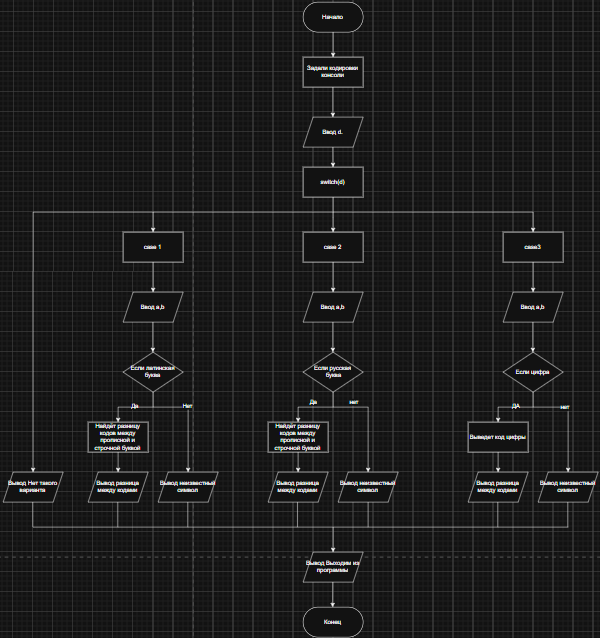 Начало
Задали кодировки
консоли
Ввод d.
switch(d)
case 1
case 2
case3
Ввод a,b
Ввод a,b
Ввод a,b
Если латинская
буква
Если русская
буква
Если цифра
Да
Нет
Да
нет
ДА
нет
Найдёт разницу
кодов между
прописной и
строчной буквой
Найдёт разницу
кодов между
прописной и
строчной буквой
Выведет код цифры
Вывод Нет такого
варианта
Вывод разница
между кодами
Вывод неизвестный
символ
Вывод разница
между кодами
Вывод неизвестный
символ
Вывод разница
между кодами
Вывод неизвестный
символ
Вывод Выходим из
программы
Конец